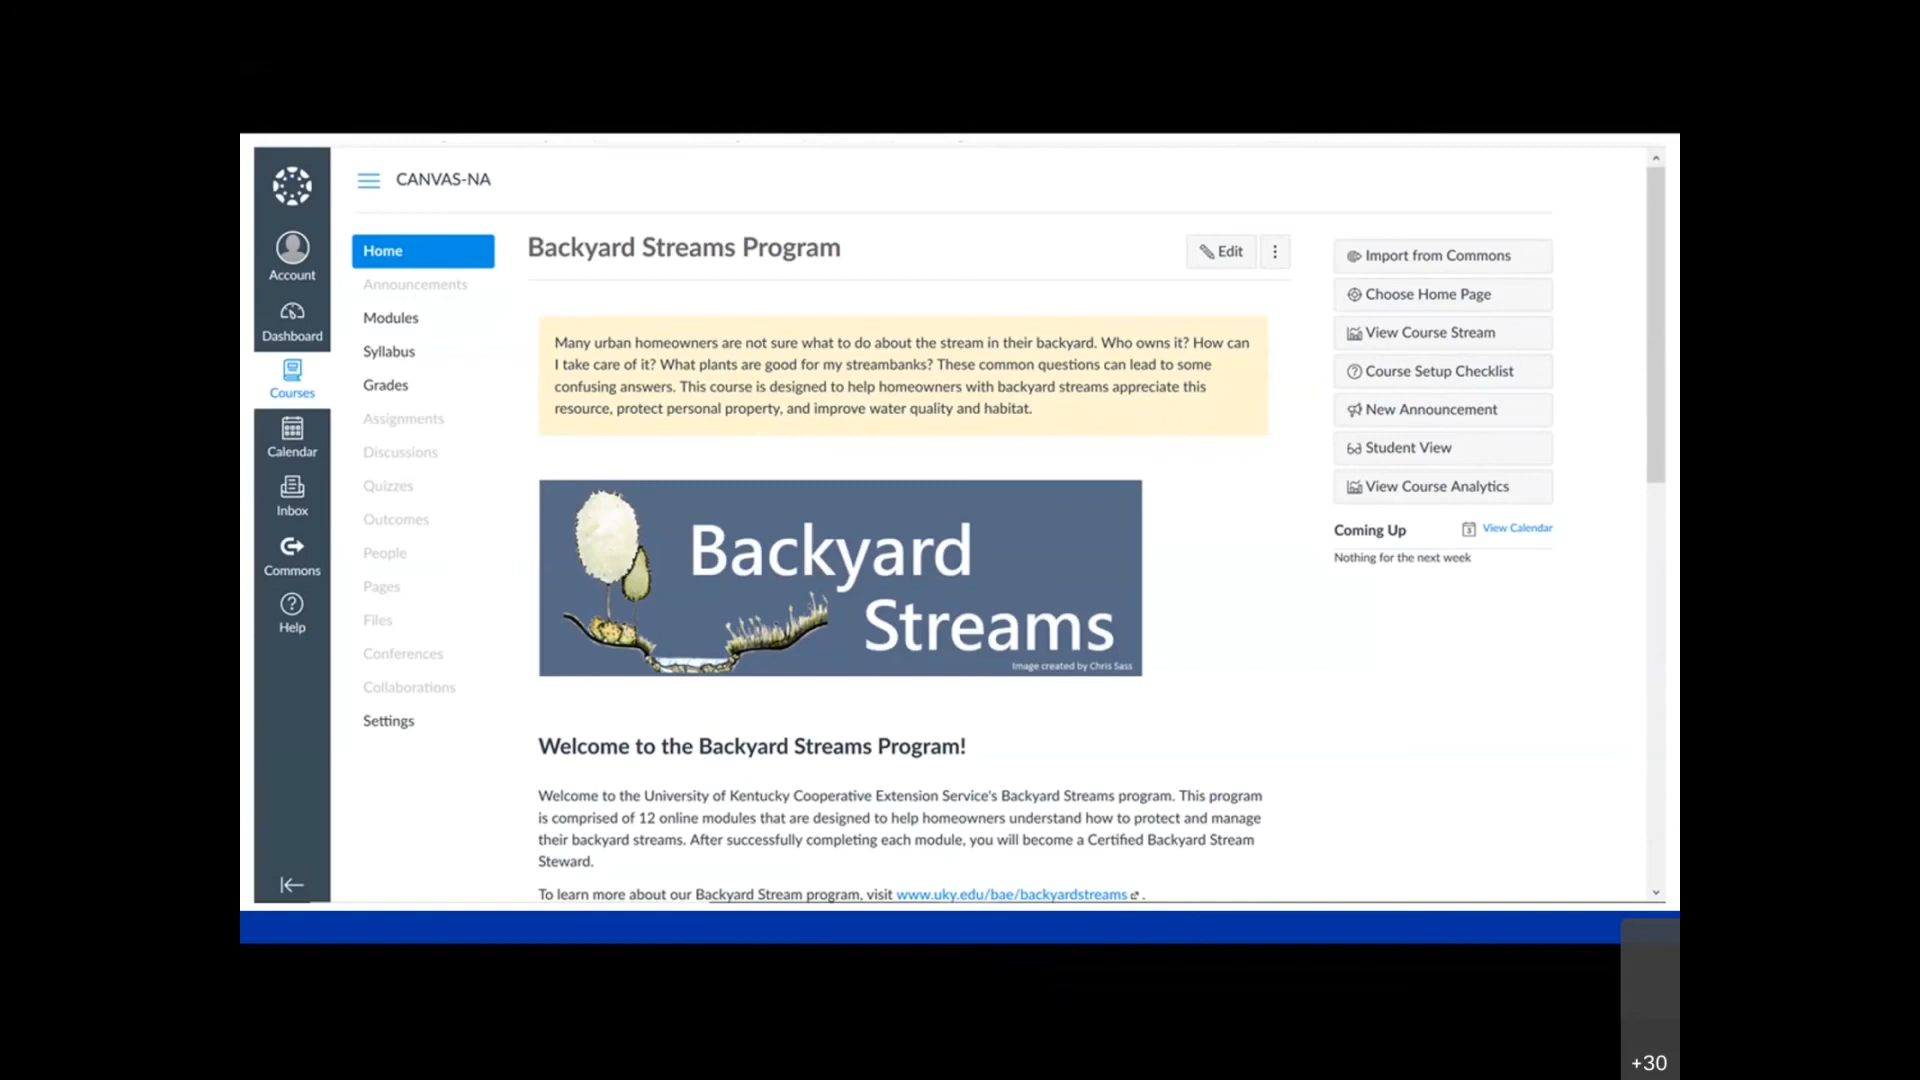 CANVAS-NA
Account
Dashboard
Courses
Calendar
Inbox
Commons
Help
Home
Announcements
Modules
Syllabus
Grades
Assignments
Discussions
Quizzes
Outcomes
People
Pages
Files
Conferences
Collaborations
Settings
Backyard Streams Program
Edit
Many urban homeowners are not sure what to do about the stream in their backyard. Who owns it? How can
I take care of it? What plants are good for my streambanks? These common questions can lead to some
confusing answers. This course is designed to help homeowners with backyard streams appreciate this
resource, protect personal property, and improve water quality and habitat.
Backyard
Streams
Image created by Chris Sass
Welcome to the Backyard Streams Program!
Welcome to the University of Kentucky Cooperative Extension Service's Backyard Streams program. This program
is comprised of 12 online modules that are designed to help homeowners understand how to protect and manage
their backyard streams. After successfully completing each module, you will become a Certified Backyard Stream
Steward.
To learn more about our Backyard Stream program, visit www.uky.edu/bae/backyardstreams .
Import from Commons
Choose Home Page
View Course Stream
Course Setup Checklist
New Announcement
Student View
View Course Analytics
Coming Up
View Calendar
Nothing for the next week
+30